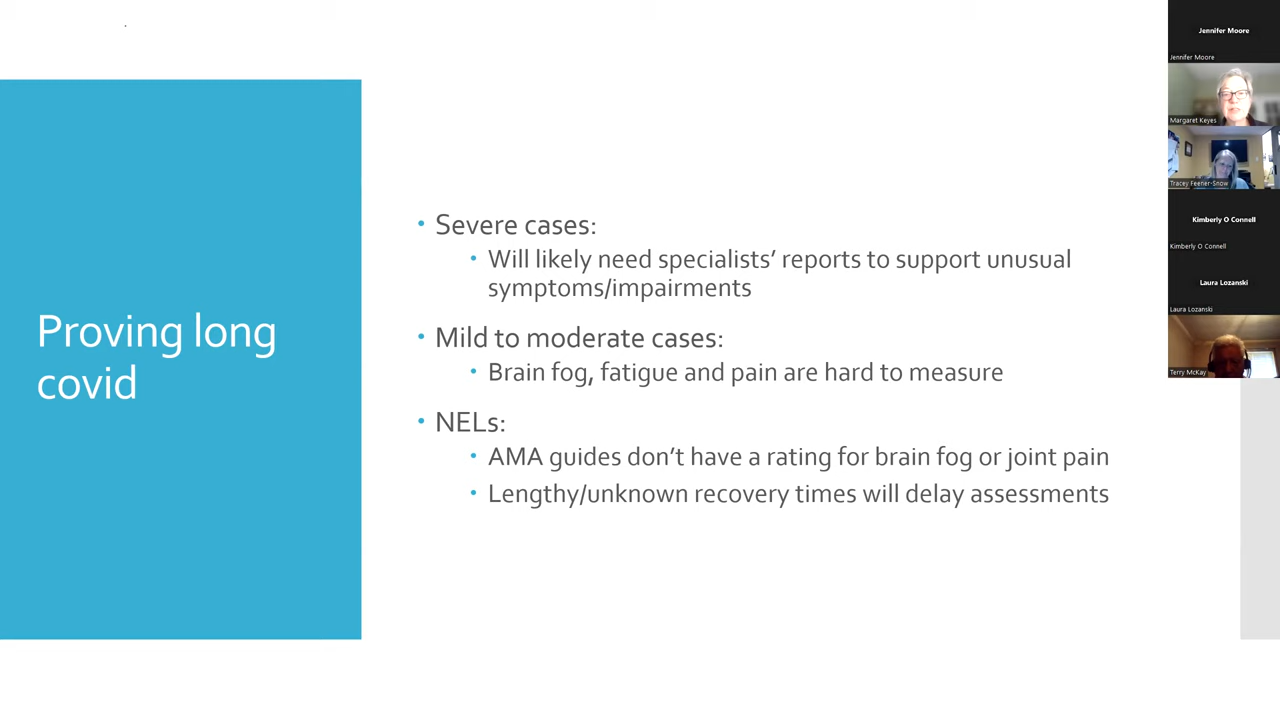 Proving long
covid
• Severe cases:
• Will likely need specialists’ reports to support unusual
symptoms/impairments
• Mild to moderate cases:
• Brain fog, fatigue and pain are hard to measure
• NELs:
• AMA guides don’t have a rating for brain fog or joint pain
• Lengthy/unknown recovery times will delay assessments
Jennifer Moore
Jennifer Moore
Margaret Keyes
Tracey Feener-Snow
Kimberly O Connell
Kimberly O Connell
Laura Lozanski
Laura Lozanski
Terry McKay